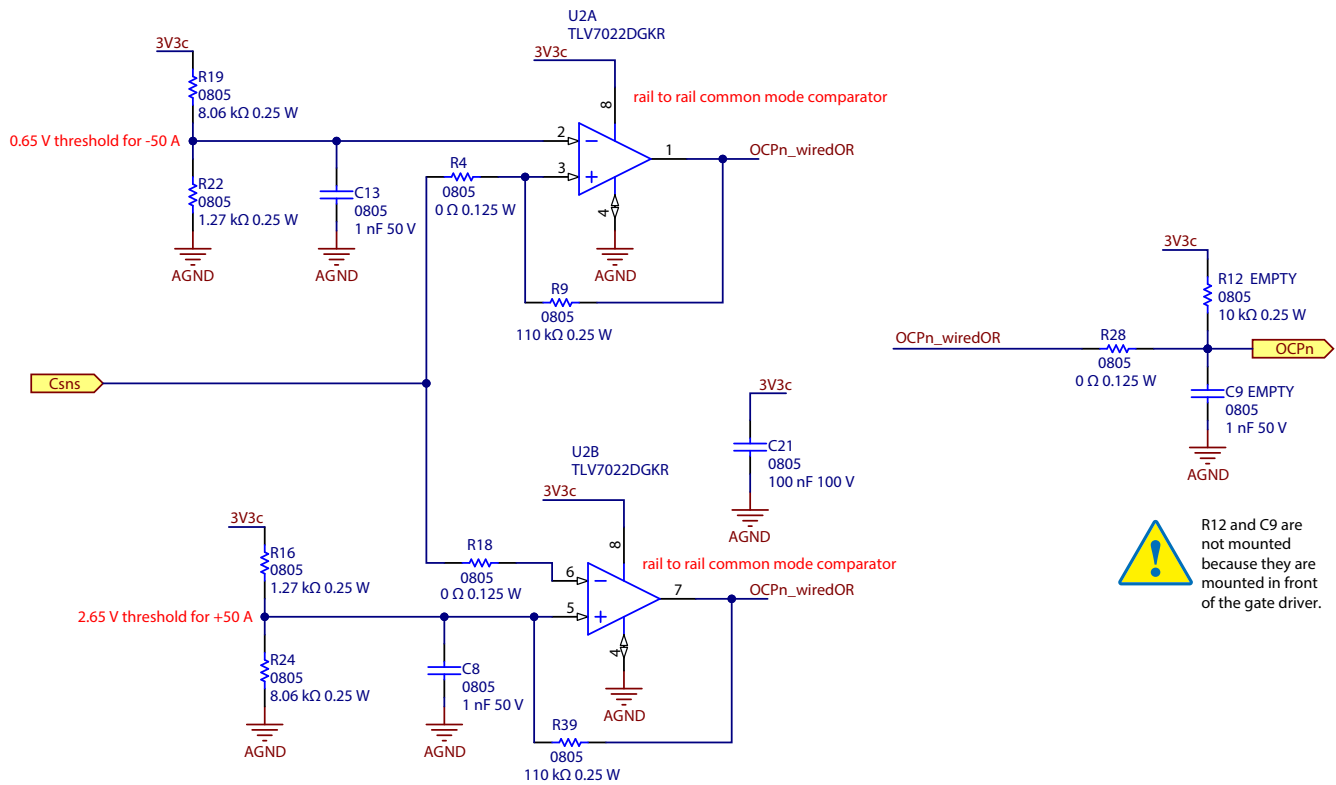 U2A
TLV7022DGKR
3V3c
3V3c
R19
0805
8.06 kΩ 0.25 W
8
rail to rail common mode comparator
0.65 V threshold for -50 A
2
1
OCPn_wiredOR
R4
3
0805
0 Ω 0.125 W
R22
0805
1.27 kΩ 0.25 W
C13
0805
1 nF 50 V
4
AGND
AGND
AGND
R9
0805
110 kΩ 0.25 W
3V3c
R12 EMPTY
0805
10 kΩ 0.25 W
OCPn_wiredOR
R28
0805
0 Ω 0.125 W
OCPn
C9 EMPTY
0805
1 nF 50 V
AGND
Csns
3V3c
C21
0805
100 nF 100 V
AGND
U2B
TLV7022DGKR
3V3c
3V3c
R16
0805
1.27 kΩ 0.25 W
8
rail to rail common mode comparator
R18
0805
0 Ω 0.125 W
6
7
OCPn_wiredOR
5
2.65 V threshold for +50 A
R24
0805
8.06 kΩ 0.25 W
C8
0805
1 nF 50 V
4
AGND
AGND
AGND
R39
0805
110 kΩ 0.25 W
R12 and C9 are
not mounted
because they are
mounted in front
of the gate driver.